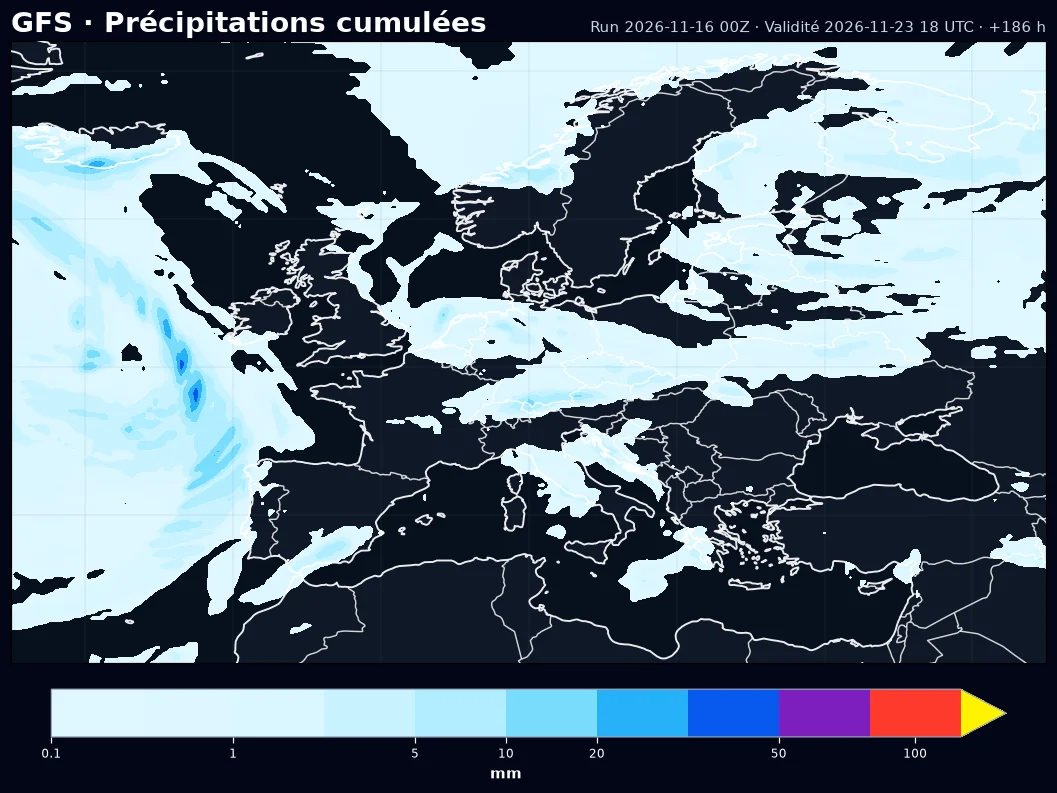 GFS · Précipitations cumulées
Run 2026-11-16 00Z · Validité 2026-11-23 18 UTC · +186 h
0.1 1 5 10 20 50 100
mm